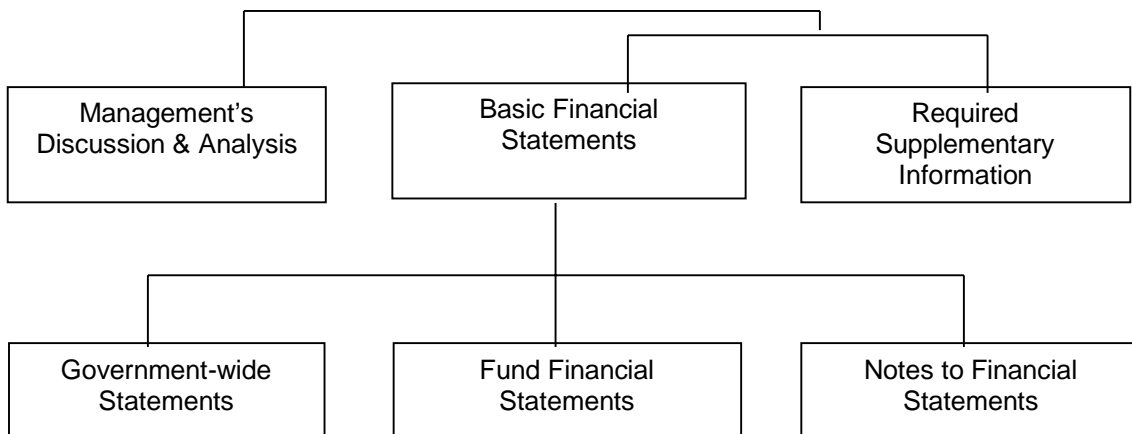 Management’s
Discussion & Analysis
Basic Financial
Statements
Required
Supplementary
Information
Government-wide
Statements
Fund Financial
Statements
Notes to Financial
Statements